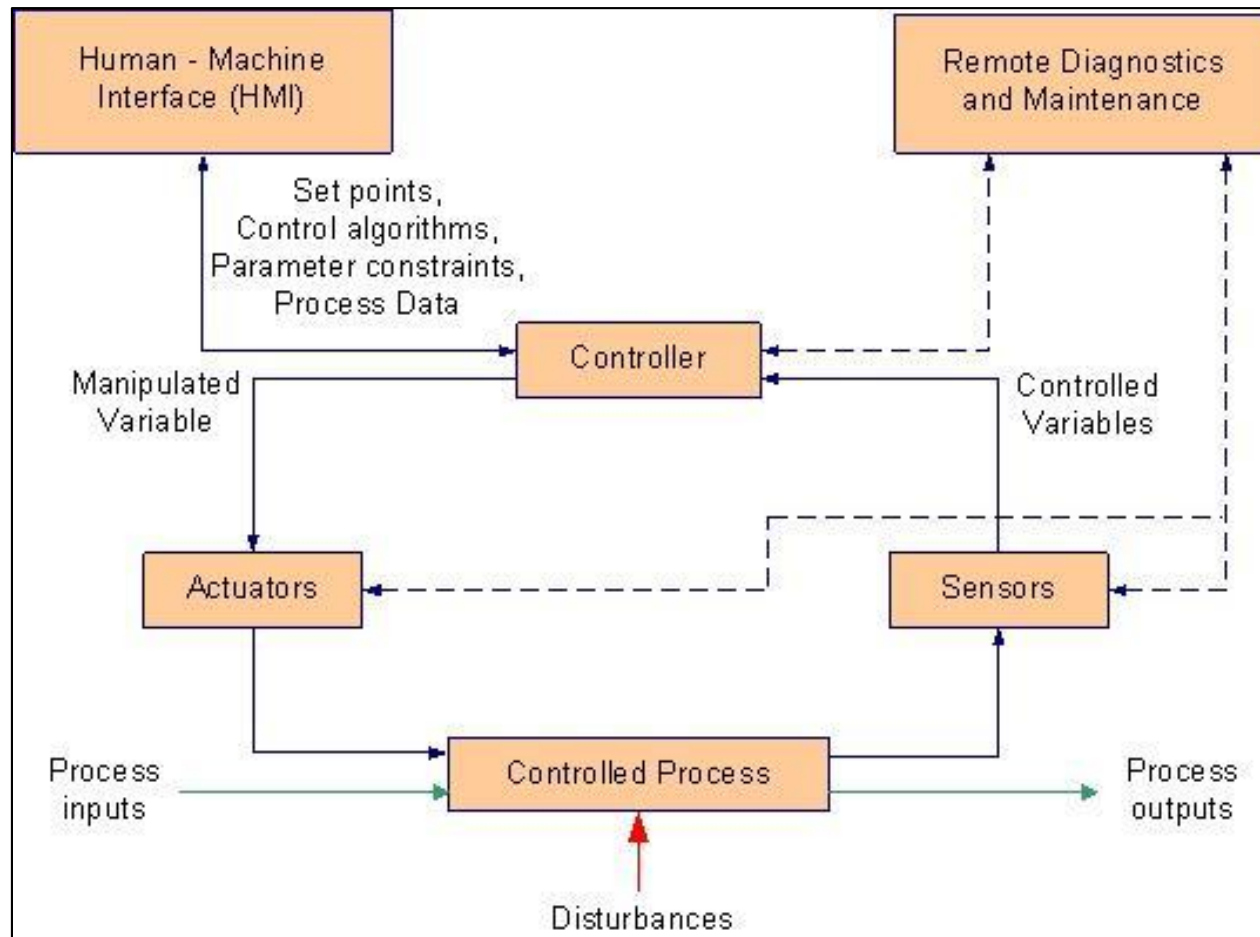 Human - Machine
Interface (HMI)
Remote Diagnostics
and Maintenance
Set points,
Control algorithms,
Parameter constraints,
Process Data
Controller
Manipulated
Variable
Controlled
Variables
Actuators
Sensors
Process
inputs
Controlled Process
Process
outputs
Disturbances